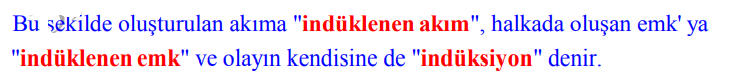 Bu şekilde oluşturulan akıma "indüklenen akım", halkada oluşan emk' ya
"indüklenen emk" ve olayın kendisine de "indüksiyon" denir.